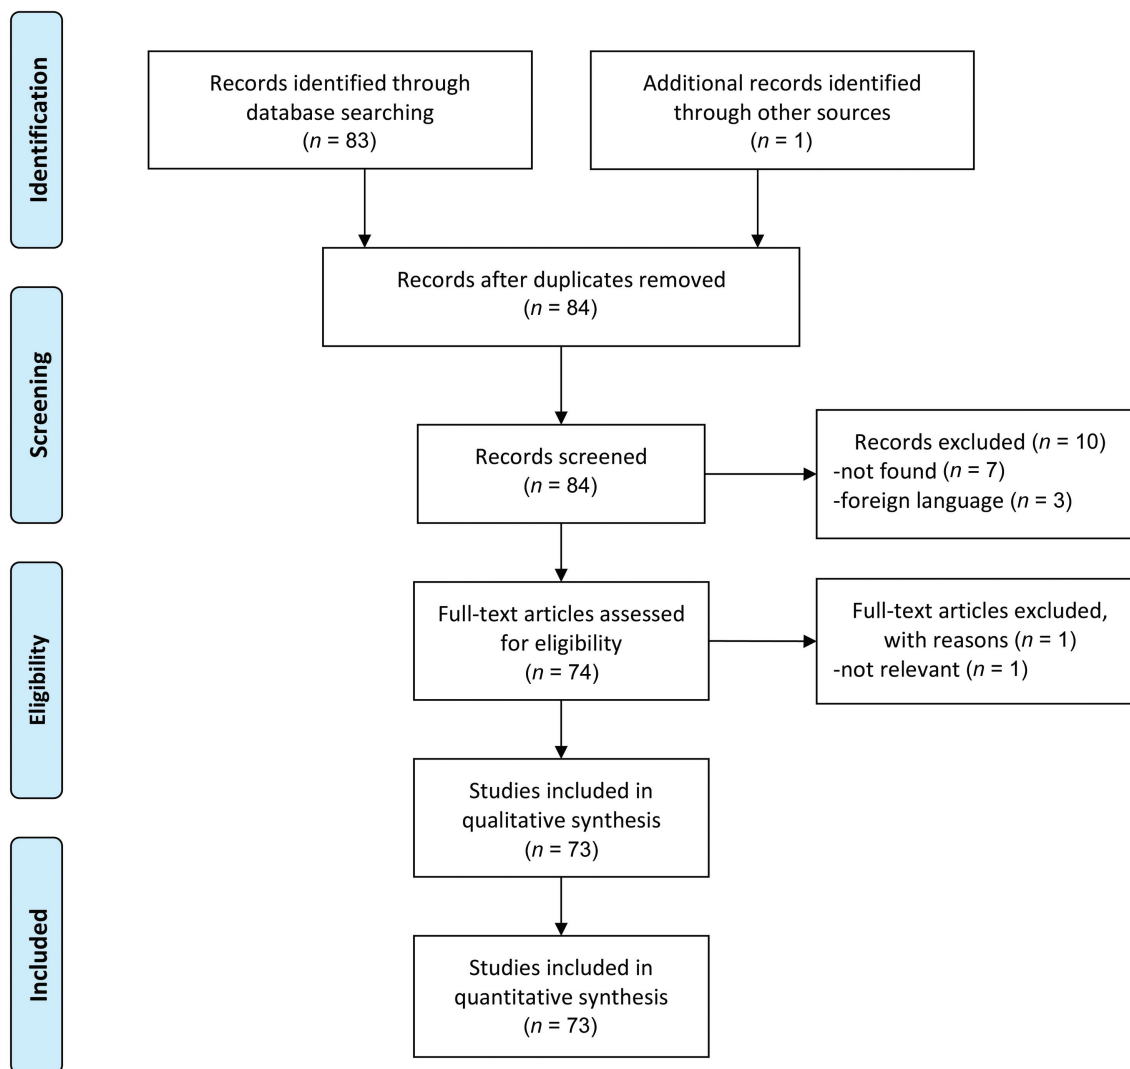 Identification
Records identified through
database searching
(n = 83)
Additional records identified
through other sources
(n = 1)
Records after duplicates removed
(n = 84)
Screening
Records screened
(n = 84)
Records excluded (n = 10)
-not found (n = 7)
-foreign language (n = 3)
Eligibility
Full-text articles assessed
for eligibility
(n = 74)
Full-text articles excluded,
with reasons (n = 1)
-not relevant (n = 1)
Studies included in
qualitative synthesis
(n = 73)
Included
Studies included in
quantitative synthesis
(n = 73)